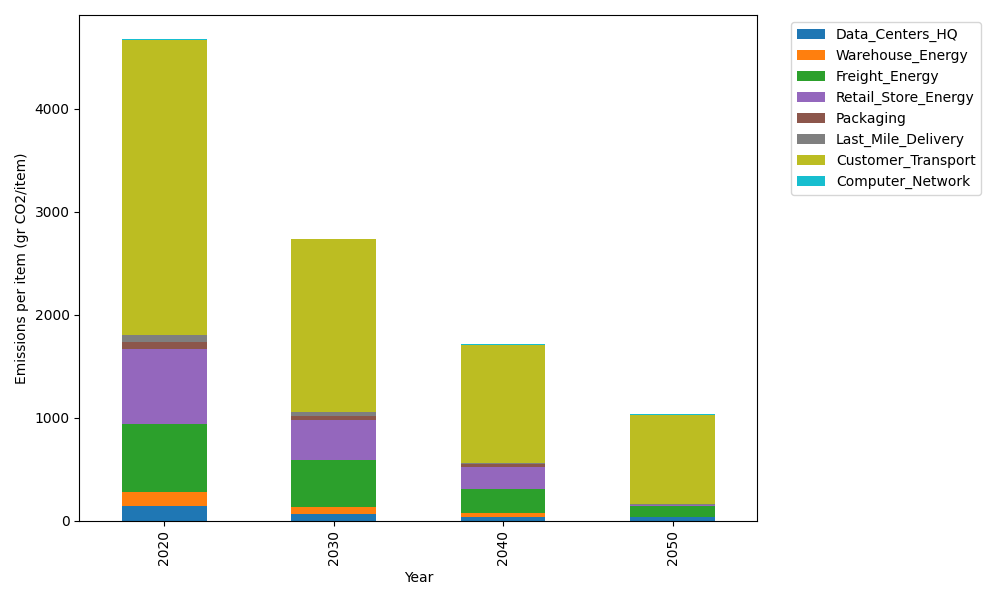 Data_Centers_HQ
Warehouse_Energy
Freight_Energy
Retail_Store_Energy
Packaging
Last_Mile_Delivery
Customer_Transport
Computer_Network
Emissions per item (gr CO2/item)
4000
3000
2000
1000
0
2020
2030
2040
2050
Year